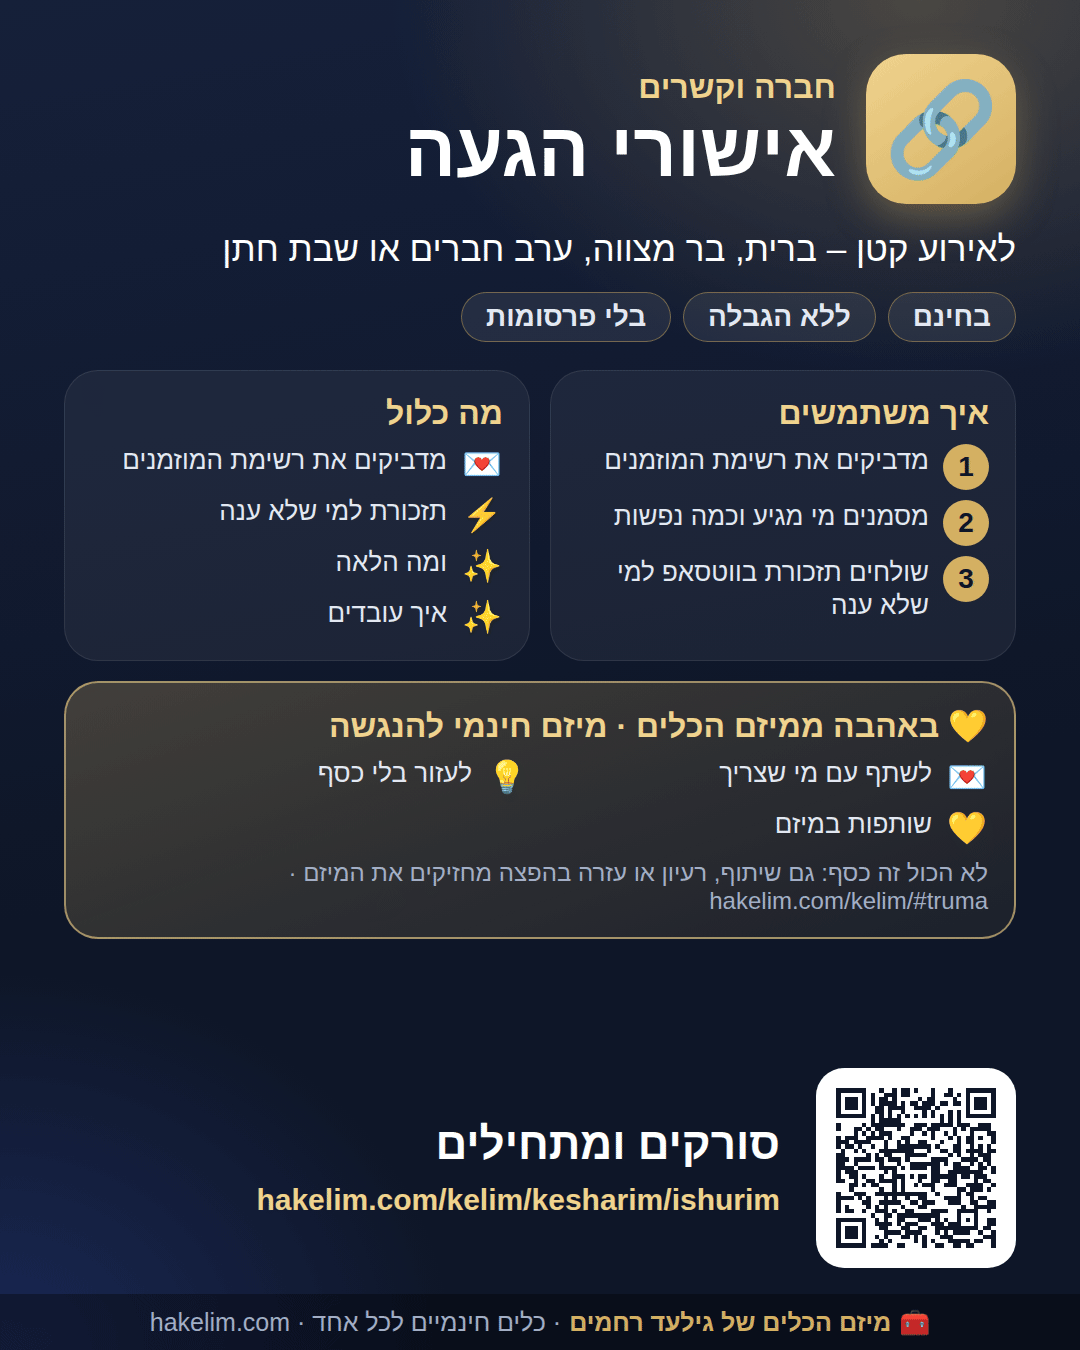 חברה וקשרים
אישורי הגעה
לאירוע קטן – ברית, בר מצווה, ערב חברים או שבת חתן
בחינם
ללא הגבלה
בלי פרסומות
איך משתמשים
1 מדביקים את רשימת המוזמנים
2 מסמנים מי מגיע וכמה נפשות
3 שולחים תזכורת בווטסאפ למי
שלא ענה
מה כלול
💌 מדביקים את רשימת המוזמנים
⚡ תזכורת למי שלא ענה
✨ ומה הלאה
✨ איך עובדים
💛 באהבה ממיזם הכלים · מיזם חינמי להנגשה
💌 לשתף עם מי שצריך
💡 לעזור בלי כסף
💛 שותפות במיזם
לא הכול זה כסף: גם שיתוף, רעיון או עזרה בהפצה מחזיקים את המיזם ·
hakelim.com/kelim/#truma
סורקים ומתחילים
hakelim.com/kelim/kesharim/ishurim
🧰 מיזם הכלים של גילעד רחמים · כלים חינמיים לכל אחד · hakelim.com